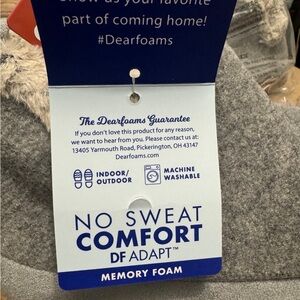 part of coming home!
#Dearfoams
The Dearfoams Guarantee
If you don't love this product for any reason,
we want to hear from you. Please contact us at:
13405 Yarmouth Road, Pickerington, OH 43147
Dearfoams.com
INDOOR/
OUTDOOR
MACHINE
WASHABLE
NO SWEAT
COMFORT
DF ADAPT™
MEMORY FOAM